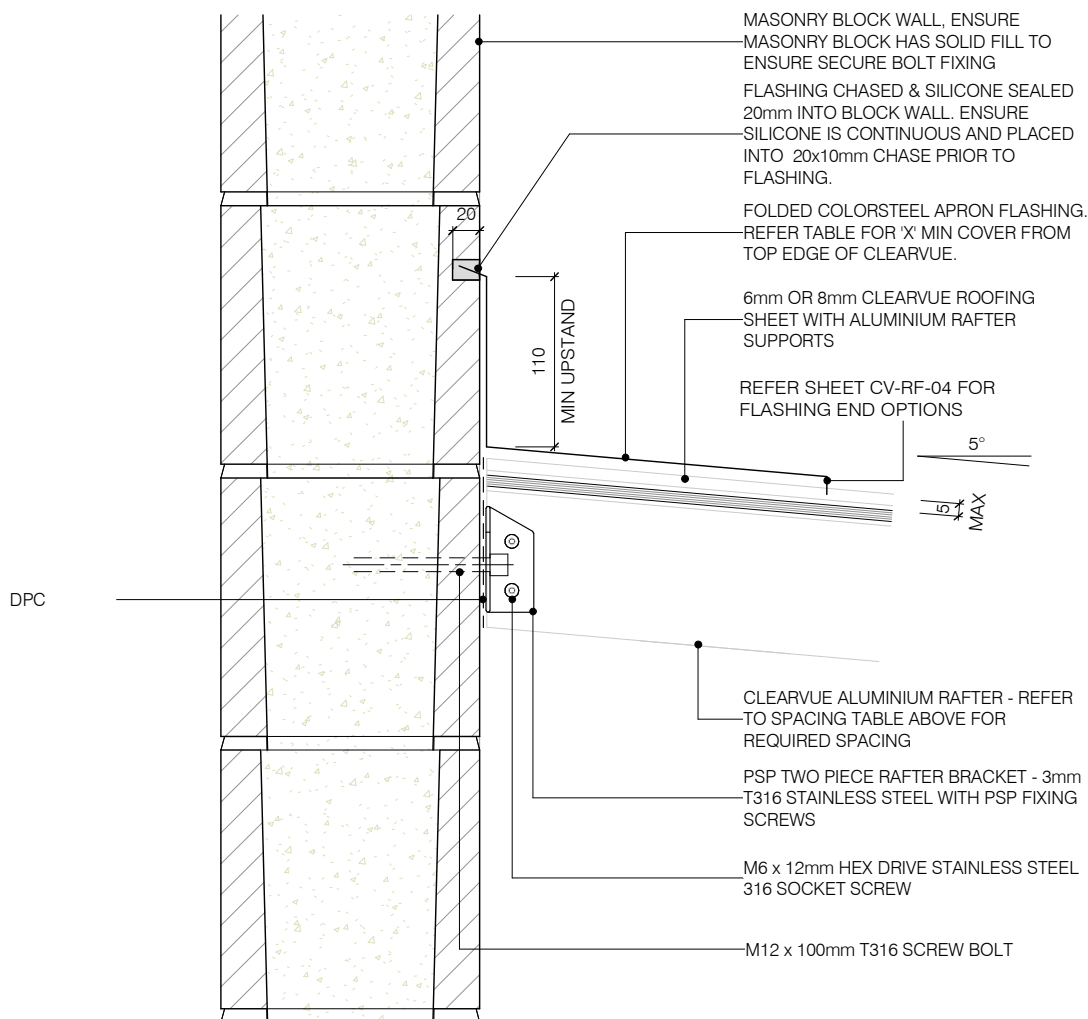 MASONRY BLOCK WALL, ENSURE
MASONRY BLOCK HAS SOLID FILL TO
ENSURE SECURE BOLT FIXING
FLASHING CHASED & SILICONE SEALED
20mm INTO BLOCK WALL. ENSURE
SILICONE IS CONTINUOUS AND PLACED
INTO 20x10mm CHASE PRIOR TO
FLASHING.
20
FOLDED COLORSTEEL APRON FLASHING.
REFER TABLE FOR 'X' MIN COVER FROM
TOP EDGE OF CLEARVUE.
6mm OR 8mm CLEARVUE ROOFING
SHEET WITH ALUMINIUM RAFTER
SUPPORTS
110
MIN UPSTAND
REFER SHEET CV-RF-04 FOR
FLASHING END OPTIONS
5°
5
MAX
DPC
CLEARVUE ALUMINIUM RAFTER - REFER
TO SPACING TABLE ABOVE FOR
REQUIRED SPACING
PSP TWO PIECE RAFTER BRACKET - 3mm
T316 STAINLESS STEEL WITH PSP FIXING
SCREWS
M6 x 12mm HEX DRIVE STAINLESS STEEL
316 SOCKET SCREW
M12 x 100mm T316 SCREW BOLT